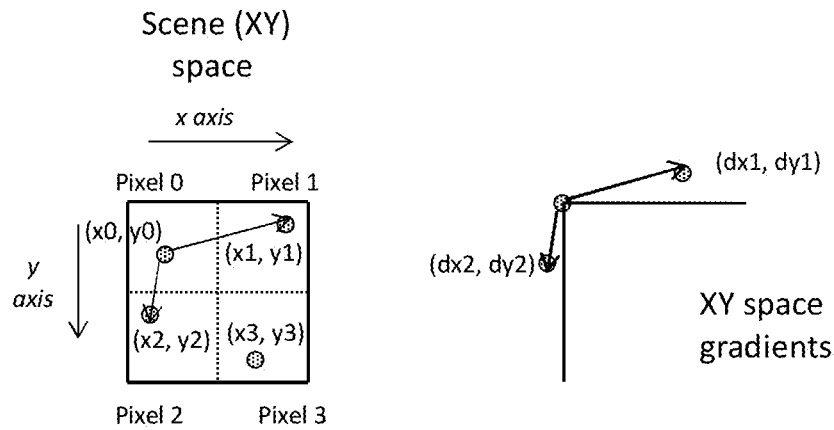 Scene (XY)
space
x axis
Pixel 0 Pixel 1
(x0, y0)
(x1, y1)
y
axis
(x2, y2) (x3, y3)
Pixel 2 Pixel 3
(dx1, dy1)
(dx2, dy2)
XY space
gradients